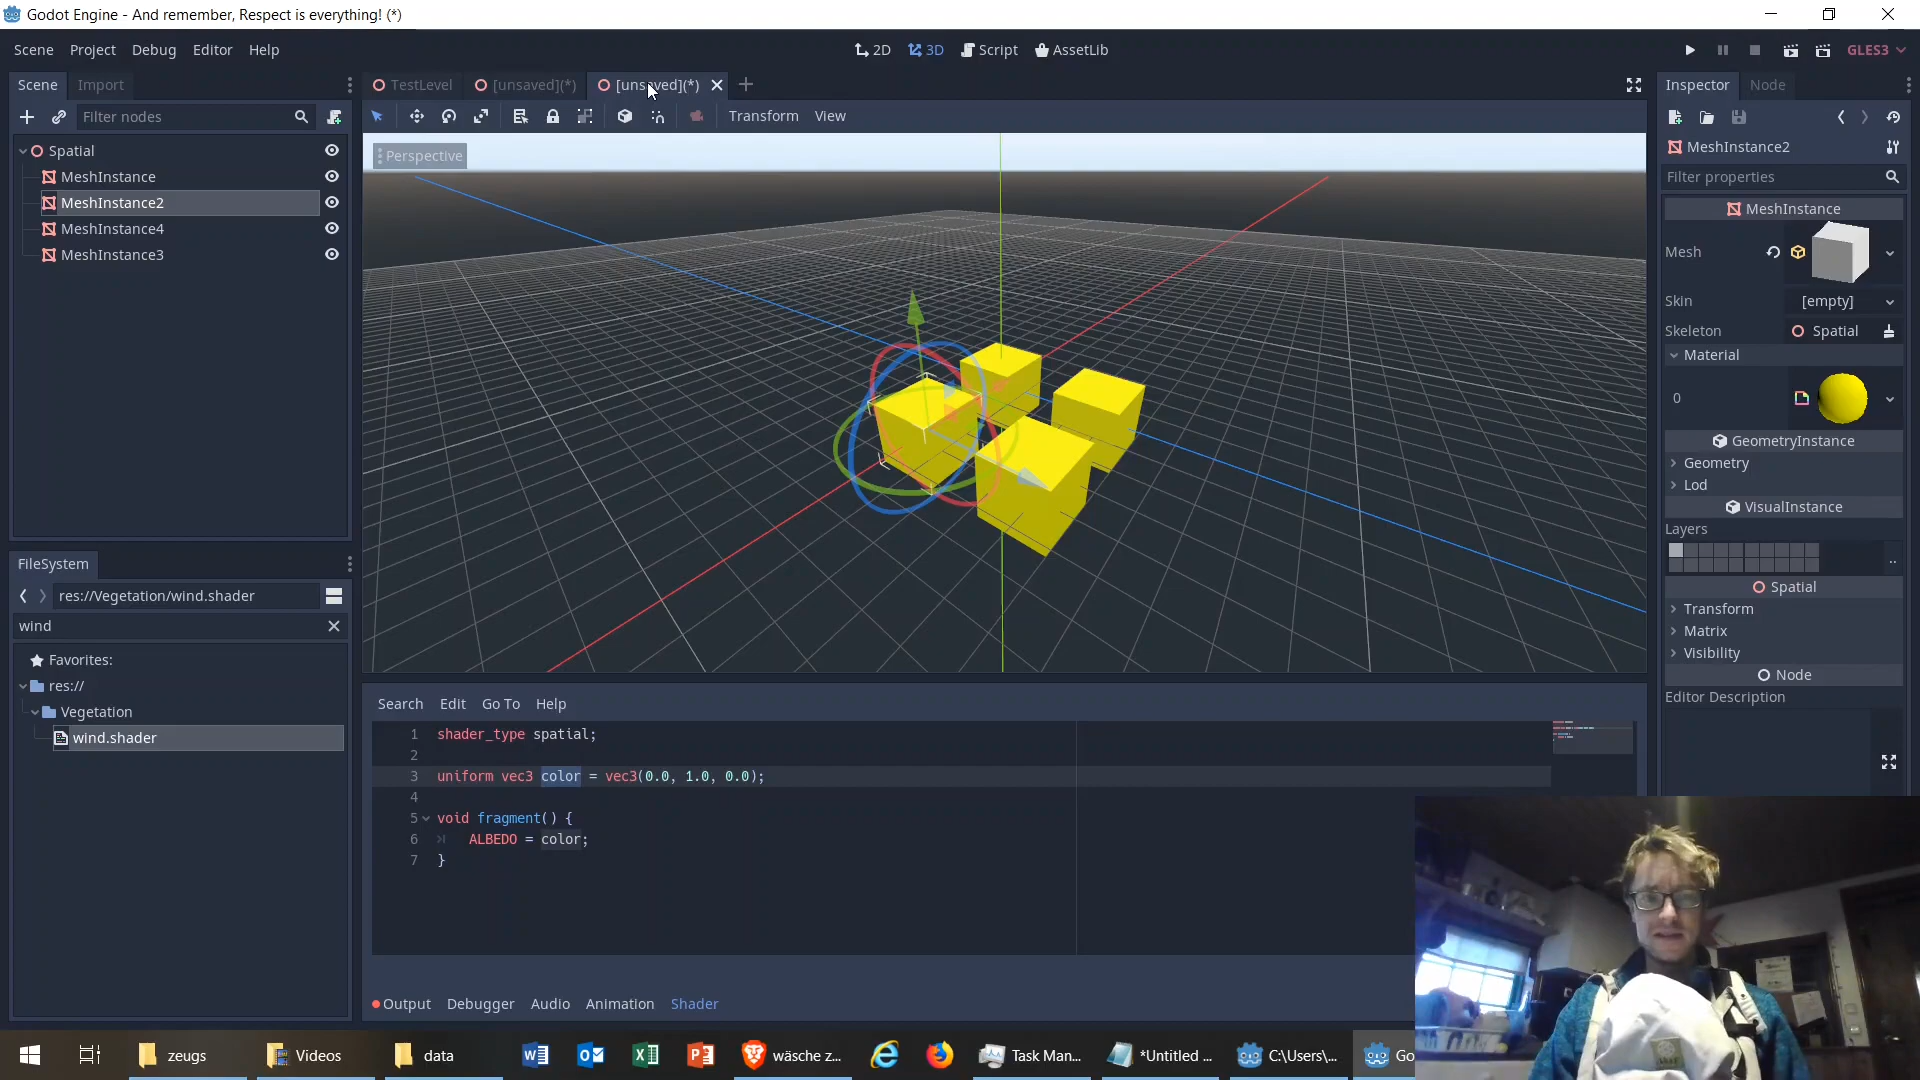 Godot Engine - And remember, Respect is everything! (*)
Scene Project Debug Editor Help
2D 3D Script AssetLib
GLES3
Scene Import
TestLevel [unsaved](*) [unsaved](*)
Inspector Node
Filter nodes
Transform View
Perspective
Spatial
MeshInstance
MeshInstance2
MeshInstance4
MeshInstance3
MeshInstance2
Filter properties
MeshInstance
Mesh
Skin [empty]
Skeleton Spatial
Material
0
GeometryInstance
Geometry
Lod
VisualInstance
Layers
..
Spatial
Transform
Matrix
Visibility
Node
Editor Description
FileSystem
res://Vegetation/wind.shader
wind
Favorites:
res://
Vegetation
wind.shader
Search Edit Go To Help
1 shader_type spatial;
2
3 uniform vec3 color = vec3(0.0, 1.0, 0.0);
4
5 void fragment() {
6 ALBEDO = color;
7 }
Output Debugger Audio Animation Shader
zeugs Videos data wäsche z... Task Man... *Untitled ... C:\Users\... Go